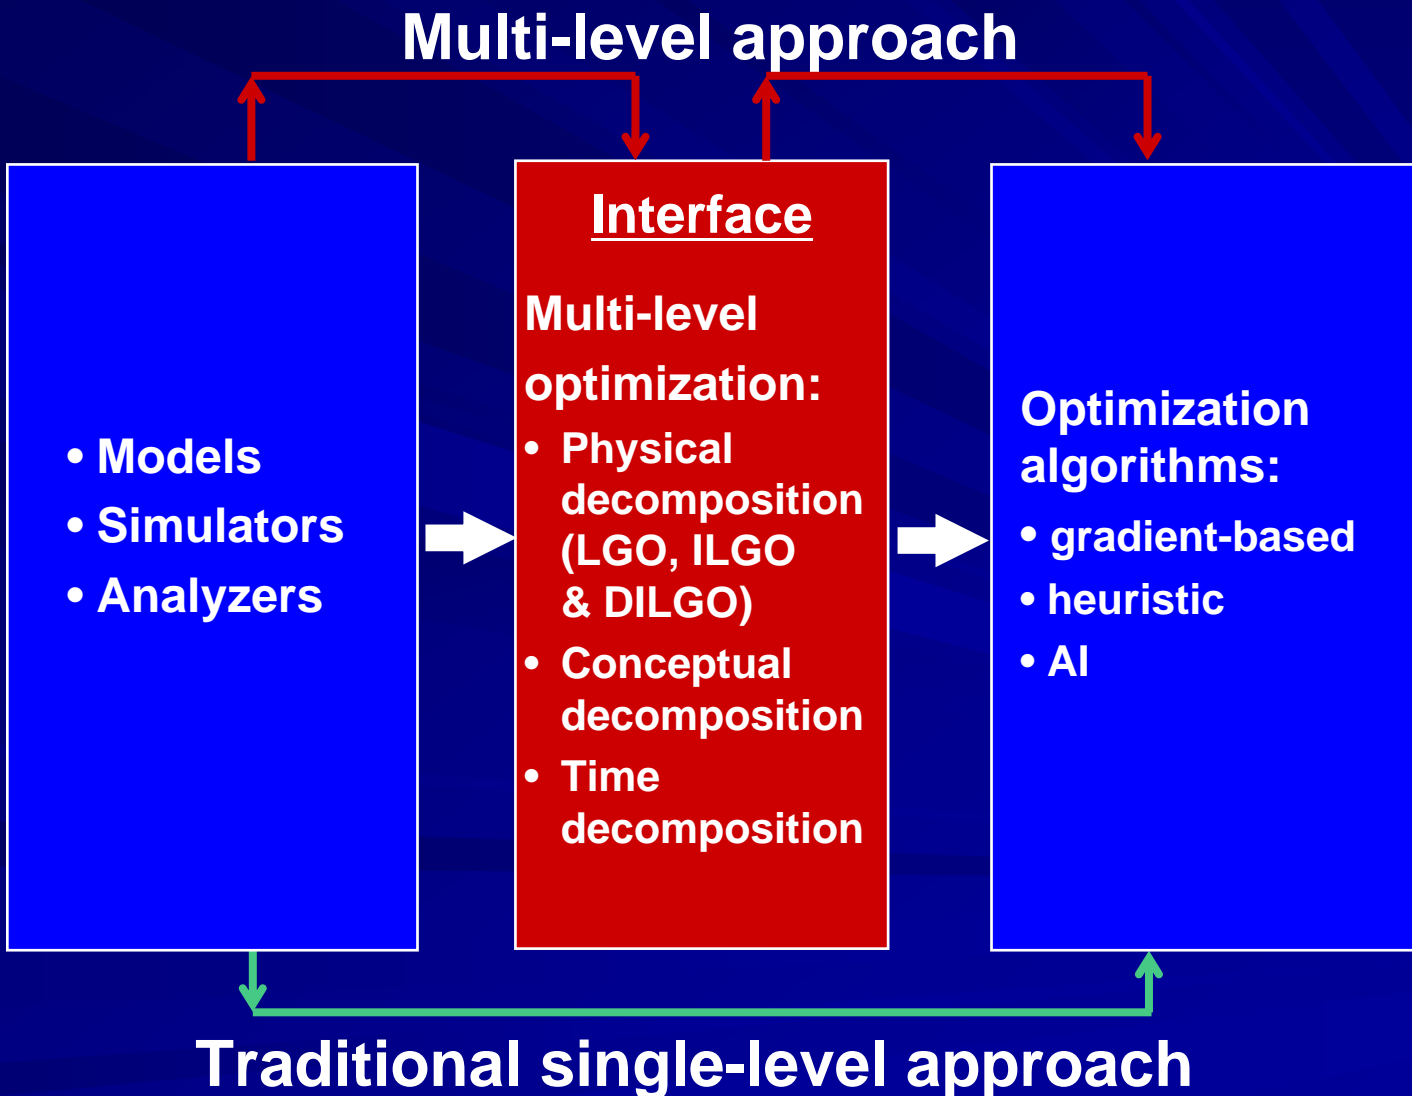 Multi-level approach
• Models
• Simulators
• Analyzers
Interface
Multi-level
optimization:
• Physical
decomposition
(LGO, ILGO
& DILGO)
• Conceptual
decomposition
• Time
decomposition
Optimization
algorithms:
• gradient-based
• heuristic
• AI
Traditional single-level approach